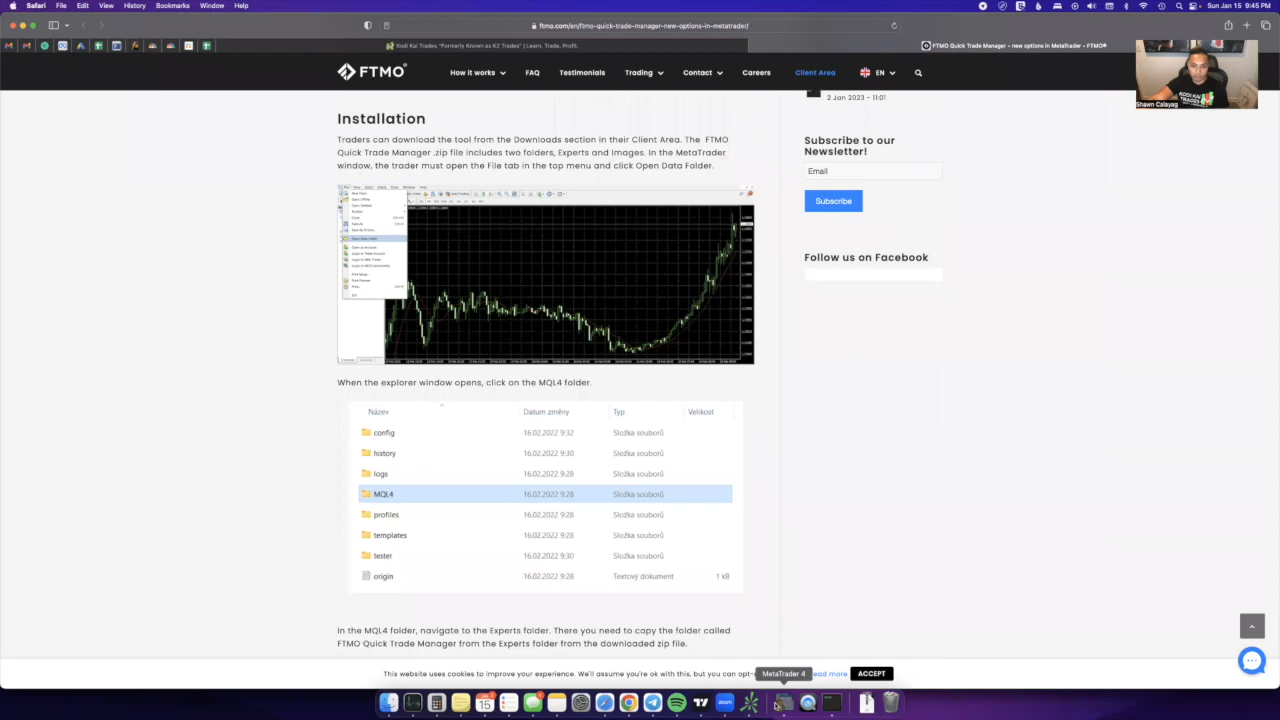 Safari File Edit View History Bookmarks Window Help
Sun Jan 15 9:45 PM
ftmo.com/en/ftmo-quick-trade-manager-new-options-in-metatrader/
Kodi Kai Trades "Formerly Known as K2 Trades" | Learn. Trade. Profit.
FTMO Quick Trade Manager - new options in MetaTrader - FTMO®
FTMO®
How it works
FAQ
Testimonials
Trading
Contact
Careers
Client Area
EN
KODI KAI
TRADES
Shawn Calayag
2 Jan 2023 - 11:01
Installation
Traders can download the tool from the Downloads section in their Client Area. The FTMO
Quick Trade Manager .zip file includes two folders, Experts and Images. In the MetaTrader
window, the trader must open the File tab in the top menu and click Open Data Folder.
Subscribe to our
Newsletter!
Email
Subscribe
Follow us on Facebook
When the explorer window opens, click on the MQL4 folder.
Název Datum změny Typ Velikost
config 16.02.2022 9:32 Složka souborů
history 16.02.2022 9:30 Složka souborů
logs 16.02.2022 9:28 Složka souborů
MQL4 16.02.2022 9:28 Složka souborů
profiles 16.02.2022 9:28 Složka souborů
templates 16.02.2022 9:28 Složka souborů
tester 16.02.2022 9:30 Složka souborů
origin 16.02.2022 9:28 Textový dokument 1 kB
In the MQL4 folder, navigate to the Experts folder. There you need to copy the folder called
FTMO Quick Trade Manager from the Experts folder from the downloaded zip file.
This website uses cookies to improve your experience. We'll assume you're ok with this, but you can opt-
MetaTrader 4
ead more
ACCEPT
15
zoom